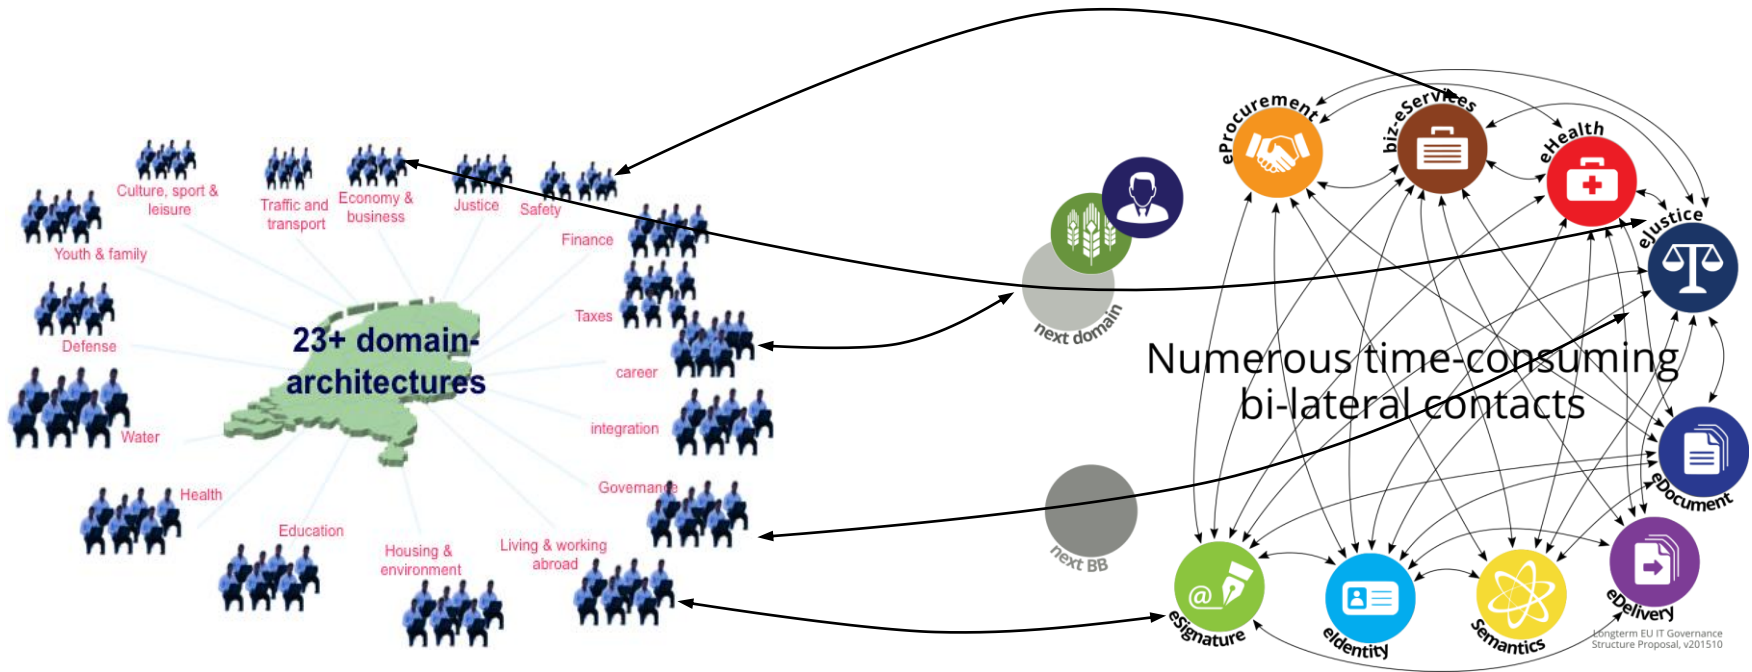 Culture, sport &
leisure
Traffic and
transport
Economy &
business
Justice
Safety
Finance
Youth & family
Taxes
Defense
23+ domain-
architectures
career
Water
integration
Health
Governance
Education
Housing &
environment
Living & working
abroad
next domain
next BB
eProcurement
biz-eServices
eHealth
eJustice
Numerous time-consuming
bi-lateral contacts
eDocument
eDelivery
Semantics
eIdentity
@
eSignature
Longterm EU IT Governance
Structure Proposal, v201510